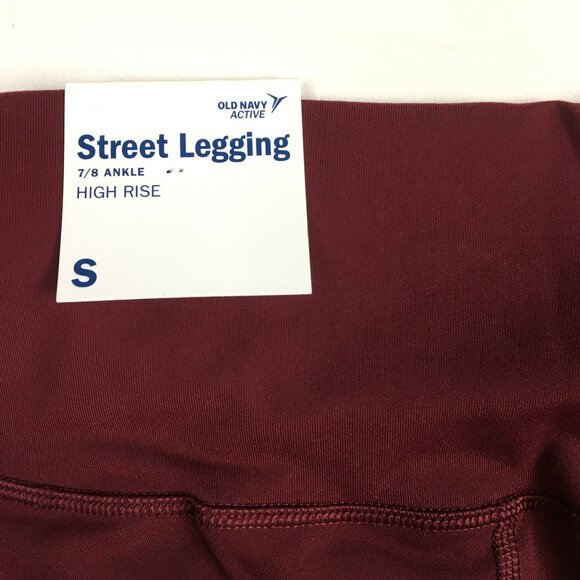 OLD NAVY
ACTIVE
Street Legging
7/8 ANKLE
HIGH RISE
S